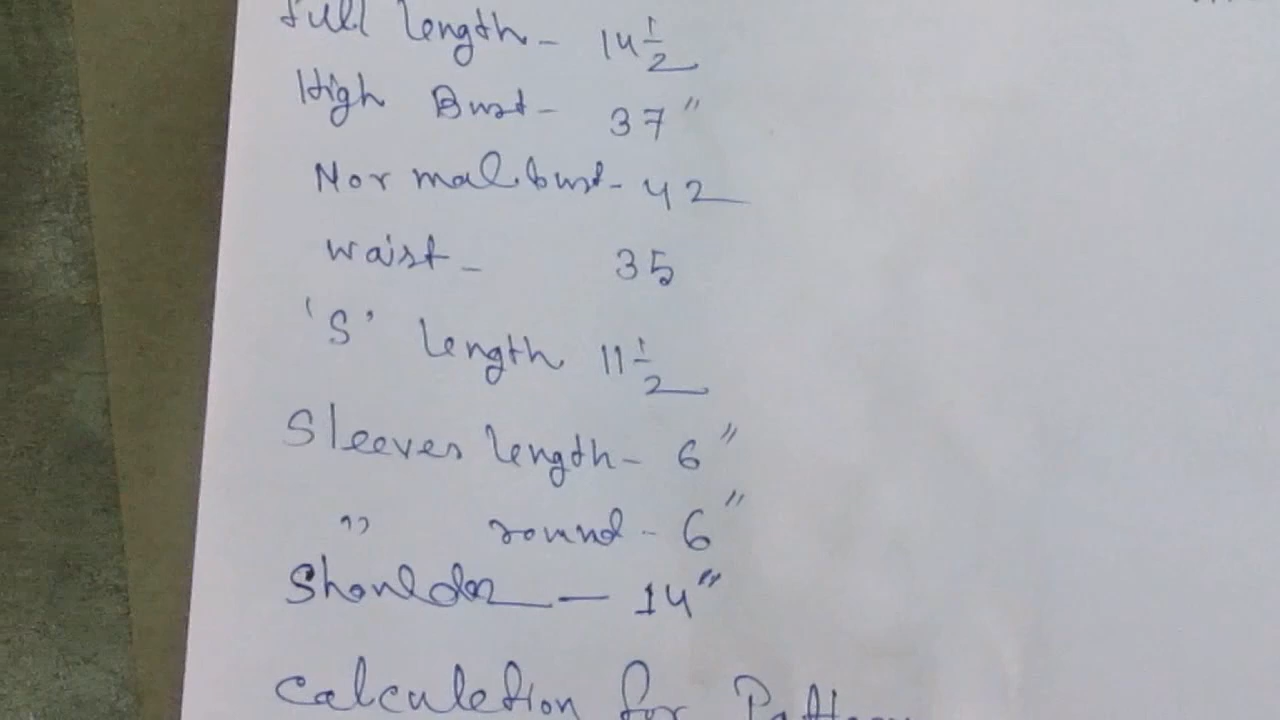 Full length - 14 1/2
High Bust - 37"
Normal bust - 42
Waist - 35
'S' length 11 1/2
Sleeves length - 6"
" round - 6"
Shoulder — 14"
Calculetion for